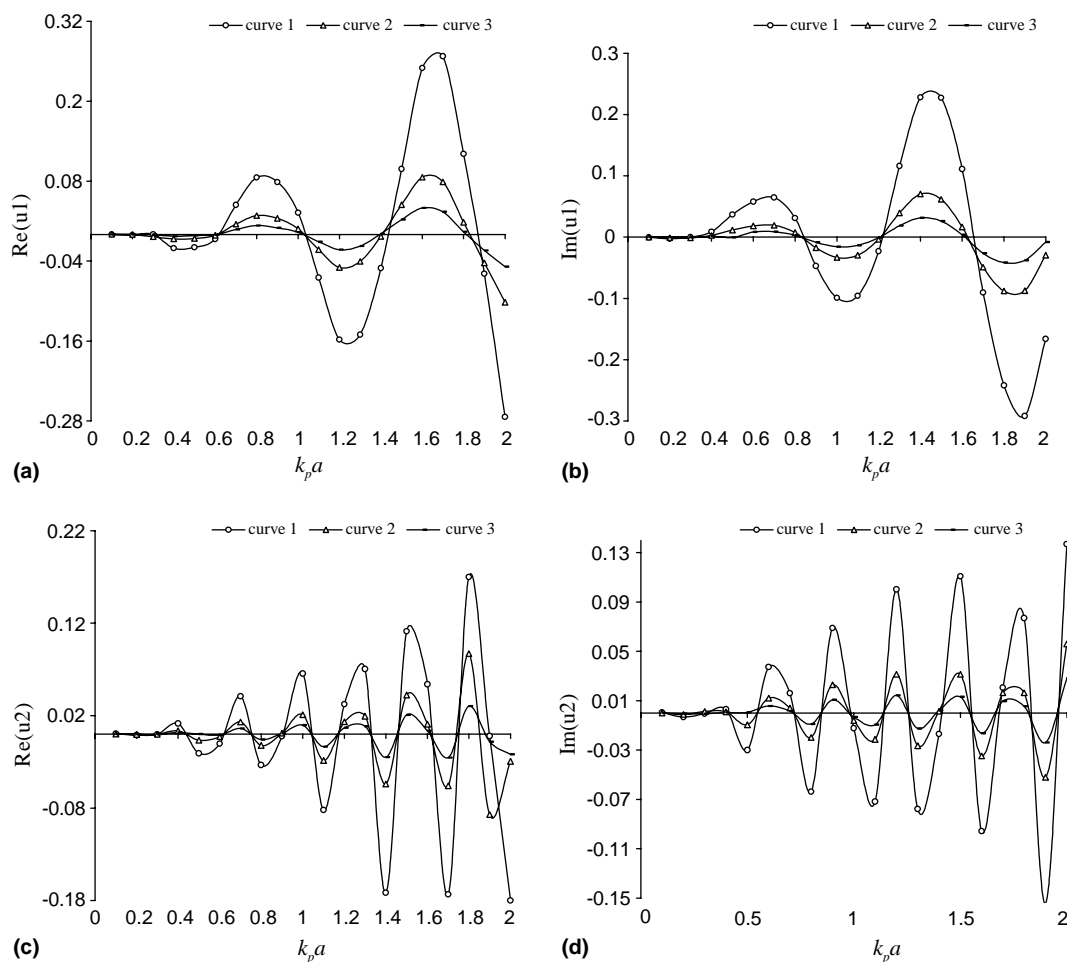 0.32
curve 1 curve 2 curve 3
0.2
0.08
-0.04
-0.16
-0.28
Re(u1)
0 0.2 0.4 0.6 0.8 1 1.2 1.4 1.6 1.8 2
(a)
k_p a
0.3
curve 1 curve 2 curve 3
0.2
0.1
0
-0.1
-0.2
-0.3
Im(u1)
0 0.2 0.4 0.6 0.8 1 1.2 1.4 1.6 1.8 2
(b)
k_p a
0.22
curve 1 curve 2 curve 3
0.12
0.02
-0.08
-0.18
Re(u2)
0 0.2 0.4 0.6 0.8 1 1.2 1.4 1.6 1.8 2
(c)
k_p a
curve 1 curve 2 curve 3
0.13
0.09
0.05
0.01
-0.03
-0.07
-0.11
-0.15
Im(u2)
0 0.5 1 1.5 2
(d)
k_p a